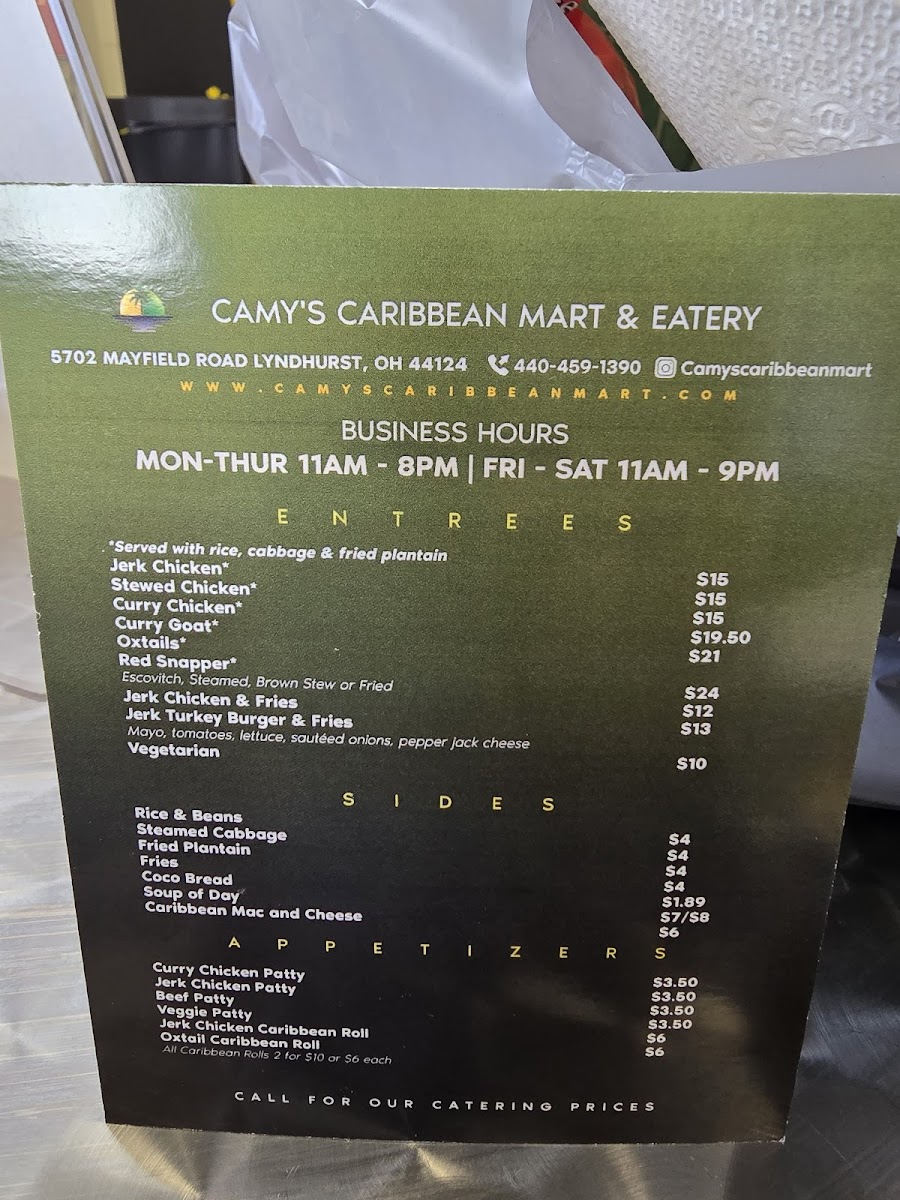 CAMY'S CARIBBEAN MART & EATERY
5702 MAYFIELD ROAD LYNDHURST, OH 44124 440-459-1390 Camyscaribbeanmart
WWW.CAMYSCARIBBEANMART.COM
BUSINESS HOURS
MON-THUR 11AM - 8PM | FRI - SAT 11AM - 9PM
ENTREES
*Served with rice, cabbage & fried plantain
Jerk Chicken* $15
Stewed Chicken* $15
Curry Chicken* $15
Curry Goat* $19.50
Oxtails* $21
Red Snapper* $24
Escovitch, Steamed, Brown Stew or Fried
Jerk Chicken & Fries $12
Jerk Turkey Burger & Fries $13
Mayo, tomatoes, lettuce, sautéed onions, pepper jack cheese
Vegetarian $10
SIDES
Rice & Beans $4
Steamed Cabbage $4
Fried Plantain $4
Fries $4
Coco Bread $1.89
Soup of Day $7/$8
Caribbean Mac and Cheese $6
APPETIZERS
Curry Chicken Patty $3.50
Jerk Chicken Patty $3.50
Beef Patty $3.50
Veggie Patty $3.50
Jerk Chicken Caribbean Roll $6
Oxtail Caribbean Roll $6
All Caribbean Rolls 2 for $10 or $6 each
CALL FOR OUR CATERING PRICES